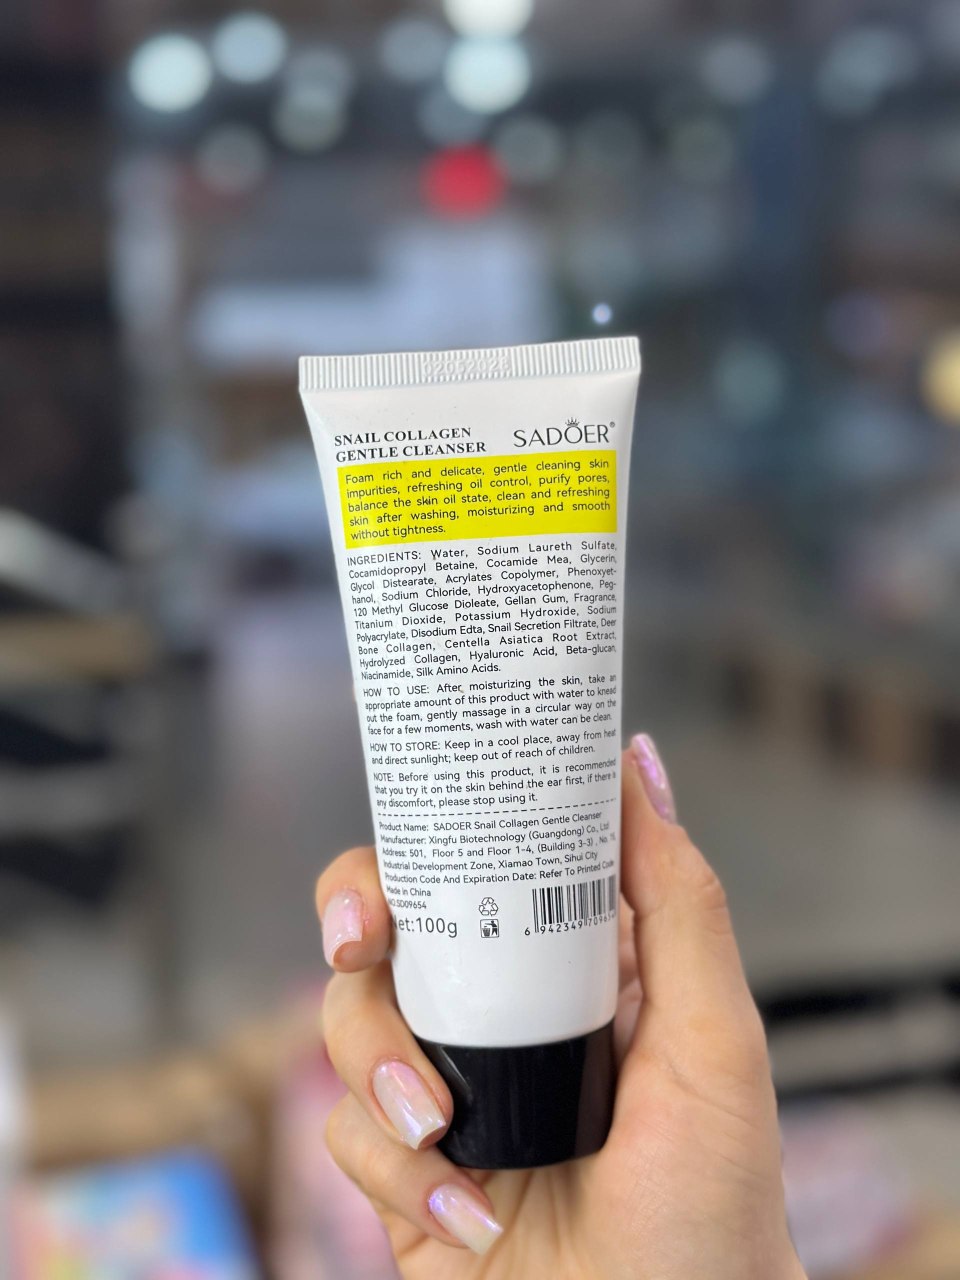 02052028
SNAIL COLLAGEN
GENTLE CLEANSER
SADOER®
Foam rich and delicate, gentle cleaning skin
impurities, refreshing oil control, purify pores,
balance the skin oil state, clean and refreshing
skin after washing, moisturizing and smooth
without tightness.
INGREDIENTS: Water, Sodium Laureth Sulfate,
Cocamidopropyl Betaine, Cocamide Mea, Glycerin,
Glycol Distearate, Acrylates Copolymer, Phenoxyet-
hanol, Sodium Chloride, Hydroxyacetophenone, Peg-
120 Methyl Glucose Dioleate, Gellan Gum, Fragrance,
Titanium Dioxide, Potassium Hydroxide, Sodium
Polyacrylate, Disodium Edta, Snail Secretion Filtrate, Deer
Bone Collagen, Centella Asiatica Root Extract,
Hydrolyzed Collagen, Hyaluronic Acid, Beta-glucan,
Niacinamide, Silk Amino Acids.
HOW TO USE: After moisturizing the skin, take an
appropriate amount of this product with water to knead
out the foam, gently massage in a circular way on the
face for a few moments, wash with water can be clean.
HOW TO STORE: Keep in a cool place, away from heat
and direct sunlight; keep out of reach of children.
NOTE: Before using this product, it is recommended
that you try it on the skin behind the ear first, if there is
any discomfort, please stop using it.
Product Name: SADOER Snail Collagen Gentle Cleanser
Manufacturer: Xingfu Biotechnology (Guangdong) Co., Ltd
Address: 501, Floor 5 and Floor 1-4, (Building 3-3) , No. 16,
Industrial Development Zone, Xiamao Town, Sihui City
Production Code And Expiration Date: Refer To Printed Code
Made in China
NO.SD09654
Net:100g
6 942349 7096